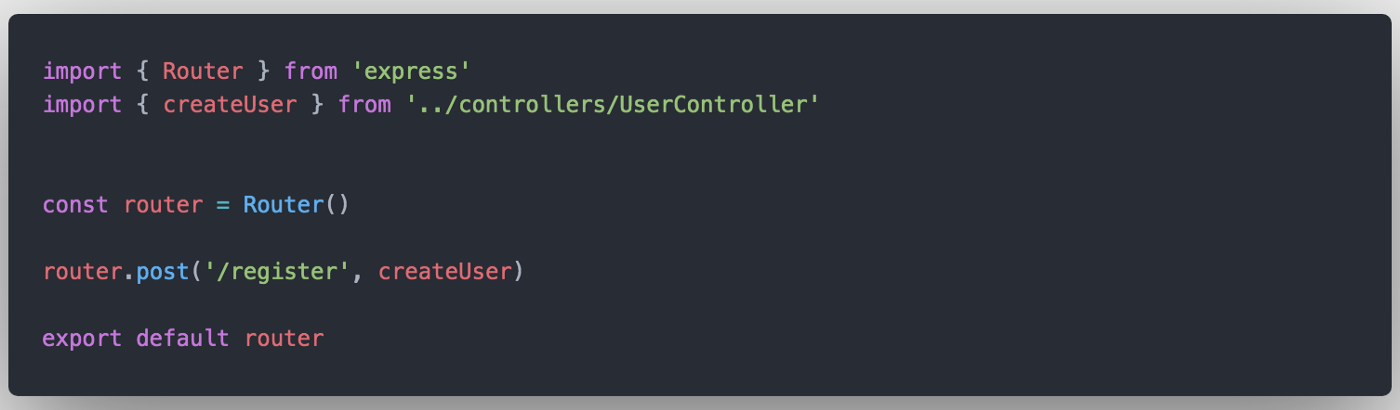 import { Router } from 'express'
import { createUser } from '../controllers/UserController'
const router = Router()
router.post('/register', createUser)
export default router